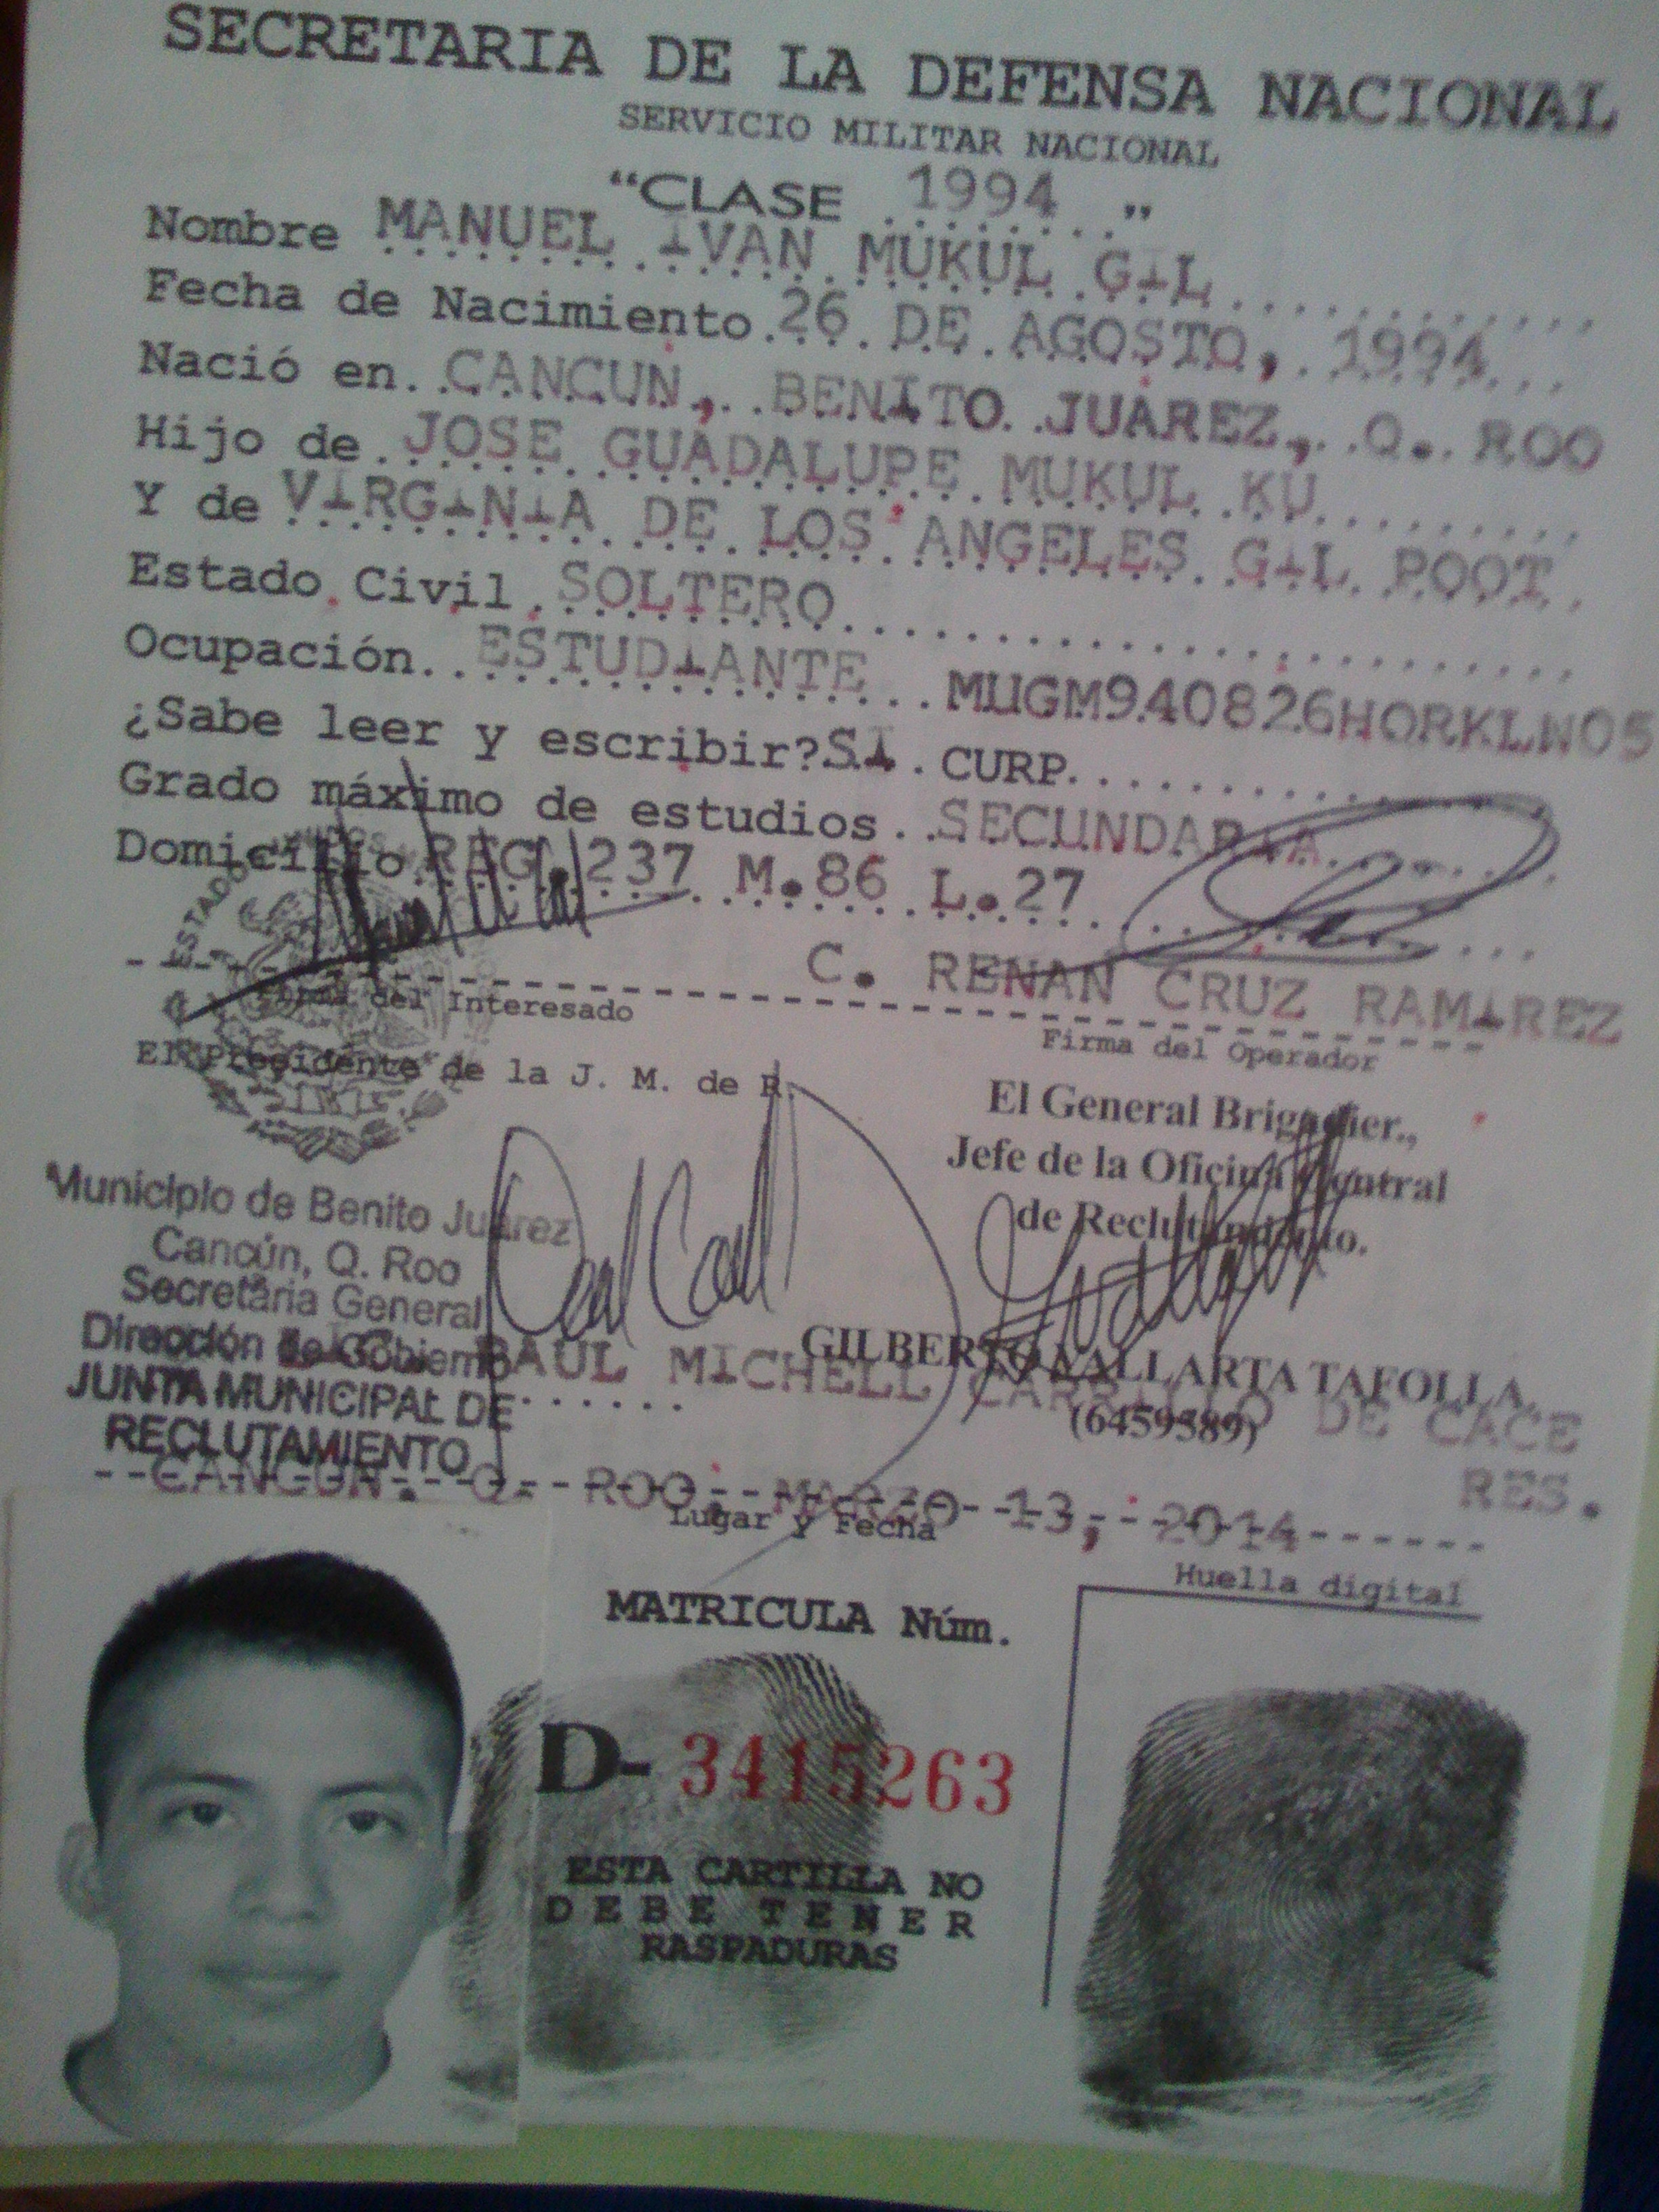 SECRETARIA DE LA DEFENSA NACIONAL
SERVICIO MILITAR NACIONAL
"CLASE 1994 "
Nombre MANUEL IVAN MUKUL GIL
Fecha de Nacimiento 26 DE AGOSTO, 1994
Nació en CANCUN, BENITO JUAREZ, Q. ROO
Hijo de JOSE GUADALUPE MUKUL KU
Y de VIRGINIA DE LOS ANGELES GIL POOT
Estado Civil SOLTERO
Ocupación ESTUDIANTE MUGM940826HQRKLN05
¿Sabe leer y escribir? SI CURP
Grado máximo de estudios SECUNDARIA
Domicilio REG. 237 M. 86 L. 27
C. RENAN CRUZ RAMIREZ
Firma del Interesado
Firma del Operador
El Presidente de la J. M. de R.
El General Brigadier.,
Jefe de la Oficina Central
de Reclutamiento.
Municipio de Benito Juárez
Cancún, Q. Roo
Secretaria General
Dirección de Gobierno
JUNTA MUNICIPAL DE
RECLUTAMIENTO
GILBERTO VALLARTA TAFOLLA.
(6459589)
MICHELL CARRILLO DE CACE
RES.
CANCUN. Q. ROO, MARZO 13, 2014
Lugar y Fecha
Huella digital
MATRICULA Núm.
D- 3415263
ESTA CARTILLA NO
DEBE TENER
RASPADURAS